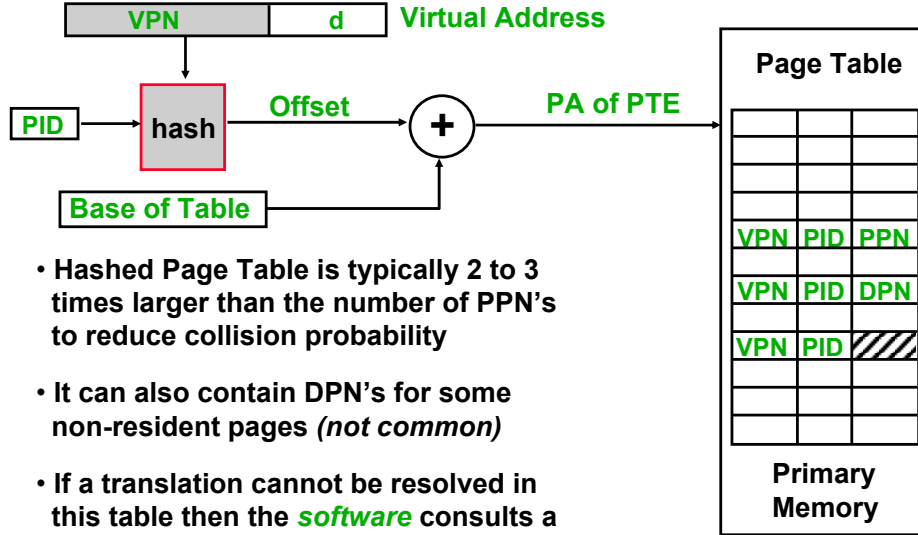 VPN d Virtual Address
PID hash Offset + PA of PTE
Base of Table
• Hashed Page Table is typically 2 to 3
times larger than the number of PPN's
to reduce collision probability
• It can also contain DPN's for some
non-resident pages (not common)
• If a translation cannot be resolved in
this table then the software consults a
Page Table
VPN PID PPN
VPN PID DPN
VPN PID
Primary
Memory